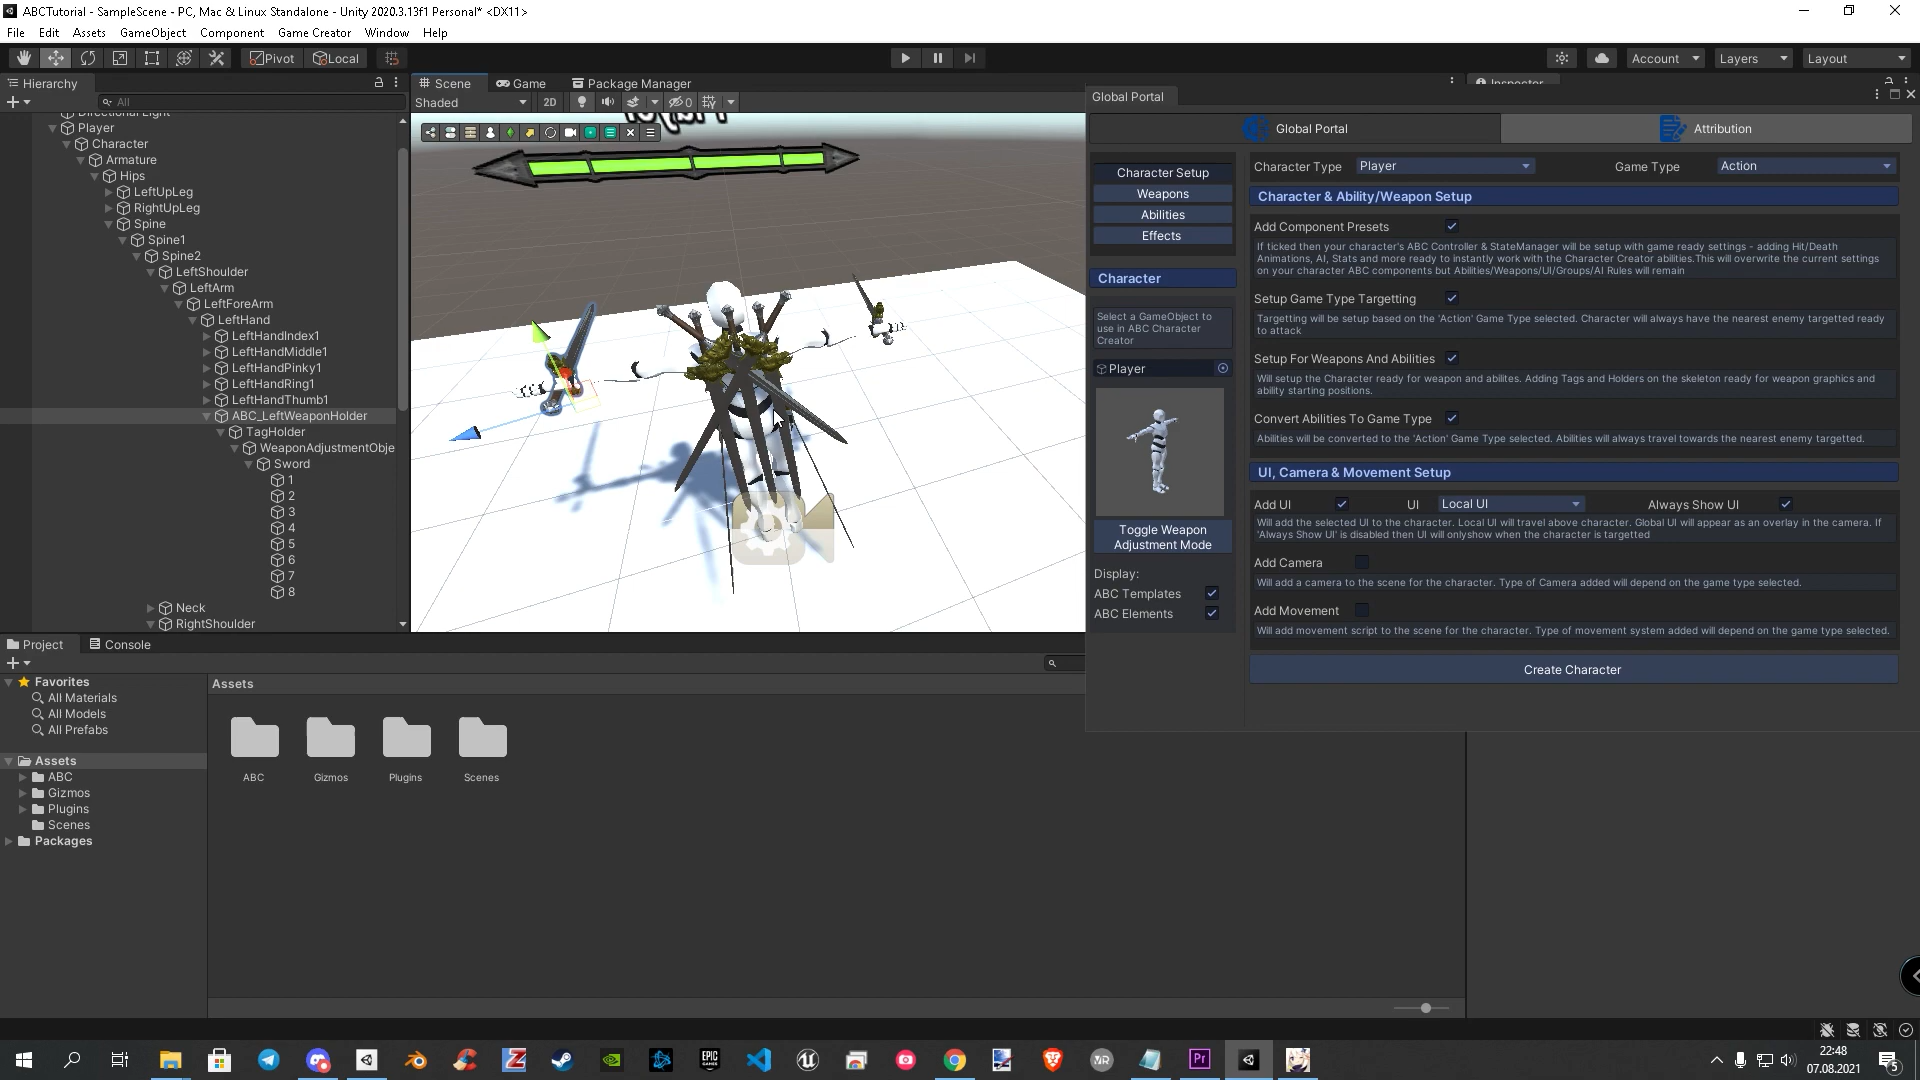 ABCTutorial - SampleScene - PC, Mac & Linux Standalone - Unity 2020.3.13f1 Personal* <DX11>
File Edit Assets GameObject Component Game Creator Window Help
Pivot Local Account Layers Layout
Hierarchy Scene Game Package Manager Inspector
All Shaded 2D 0
Directional Light
Player
Character
Armature
Hips
LeftUpLeg
RightUpLeg
Spine
Spine1
Spine2
LeftShoulder
LeftArm
LeftForeArm
LeftHand
LeftHandIndex1
LeftHandMiddle1
LeftHandPinky1
LeftHandRing1
LeftHandThumb1
ABC_LeftWeaponHolder
TagHolder
WeaponAdjustmentObje
Sword
1
2
3
4
5
6
7
8
Neck
RightShoulder
Global Portal
Global Portal Attribution
Character Setup
Weapons
Abilities
Effects
Character
Select a GameObject to
use in ABC Character
Creator
Player
Toggle Weapon
Adjustment Mode
Display:
ABC Templates
ABC Elements
Character Type Player Game Type Action
Character & Ability/Weapon Setup
Add Component Presets
If ticked then your character's ABC Controller & StateManager will be setup with game ready settings - adding Hit/Death
Animations, AI, Stats and more ready to instantly work with the Character Creator abilities.This will overwrite the current settings
on your character ABC components but Abilities/Weapons/UI/Groups/AI Rules will remain
Setup Game Type Targetting
Targetting will be setup based on the 'Action' Game Type selected. Character will always have the nearest enemy targetted ready
to attack
Setup For Weapons And Abilities
Will setup the Character ready for weapon and abilites. Adding Tags and Holders on the skeleton ready for weapon graphics and
ability starting positions.
Convert Abilities To Game Type
Abilities will be converted to the 'Action' Game Type selected. Abilities will always travel towards the nearest enemy targetted.
UI, Camera & Movement Setup
Add UI UI Local UI Always Show UI
Will add the selected UI to the character. Local UI will travel above character. Global UI will appear as an overlay in the camera. If
'Always Show UI' is disabled then UI will onlyshow when the character is targetted
Add Camera
Will add a camera to the scene for the character. Type of Camera added will depend on the game type selected.
Add Movement
Will add movement script to the scene for the character. Type of movement system added will depend on the game type selected.
Create Character
Project Console
Favorites
All Materials
All Models
All Prefabs
Assets
ABC
Gizmos
Plugins
Scenes
Packages
Assets
ABC Gizmos Plugins Scenes
EPIC GAMES
VR
Pr
22:48
07.08.2021
5